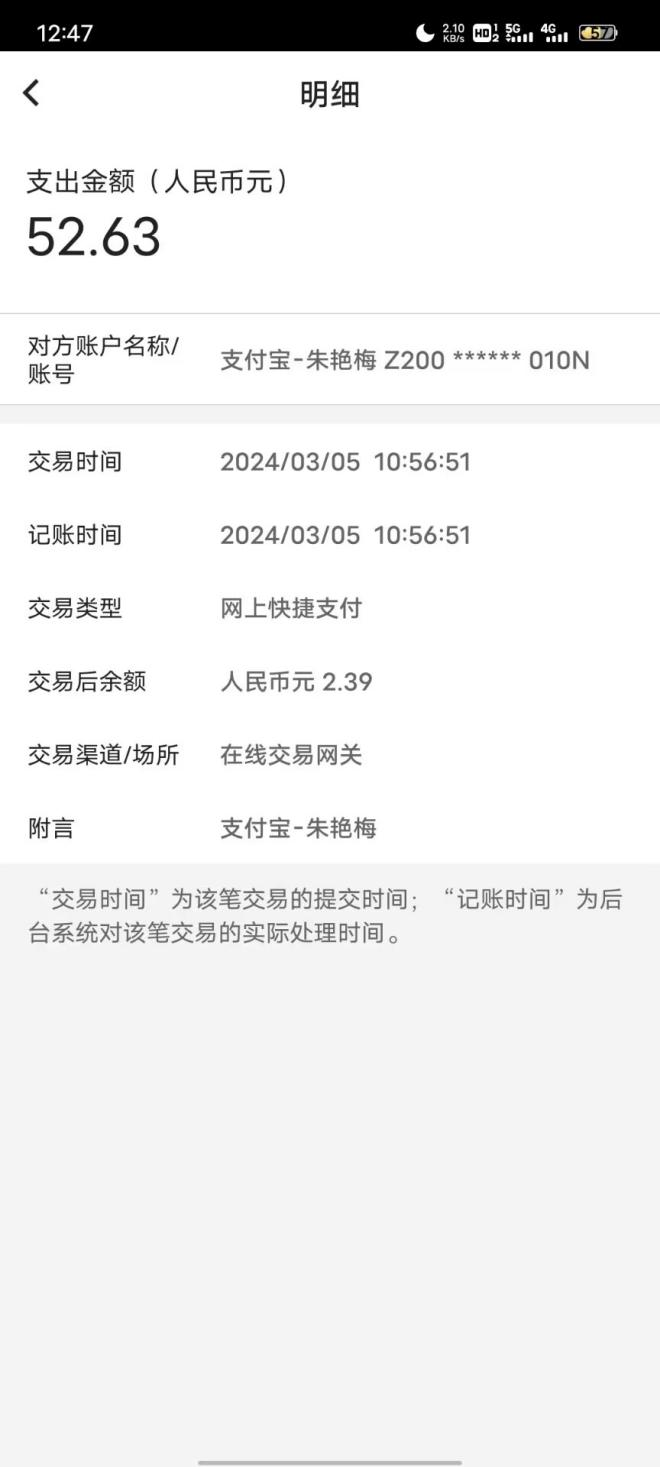 12:47
2.10 KB/s HD 1 2 5G 4G 57
明细
支出金额（人民币元）
52.63
对方账户名称/
账号
支付宝-朱艳梅 Z200 ****** 010N
交易时间 2024/03/05 10:56:51
记账时间 2024/03/05 10:56:51
交易类型 网上快捷支付
交易后余额 人民币元 2.39
交易渠道/场所 在线交易网关
附言 支付宝-朱艳梅
“交易时间”为该笔交易的提交时间；“记账时间”为后
台系统对该笔交易的实际处理时间。